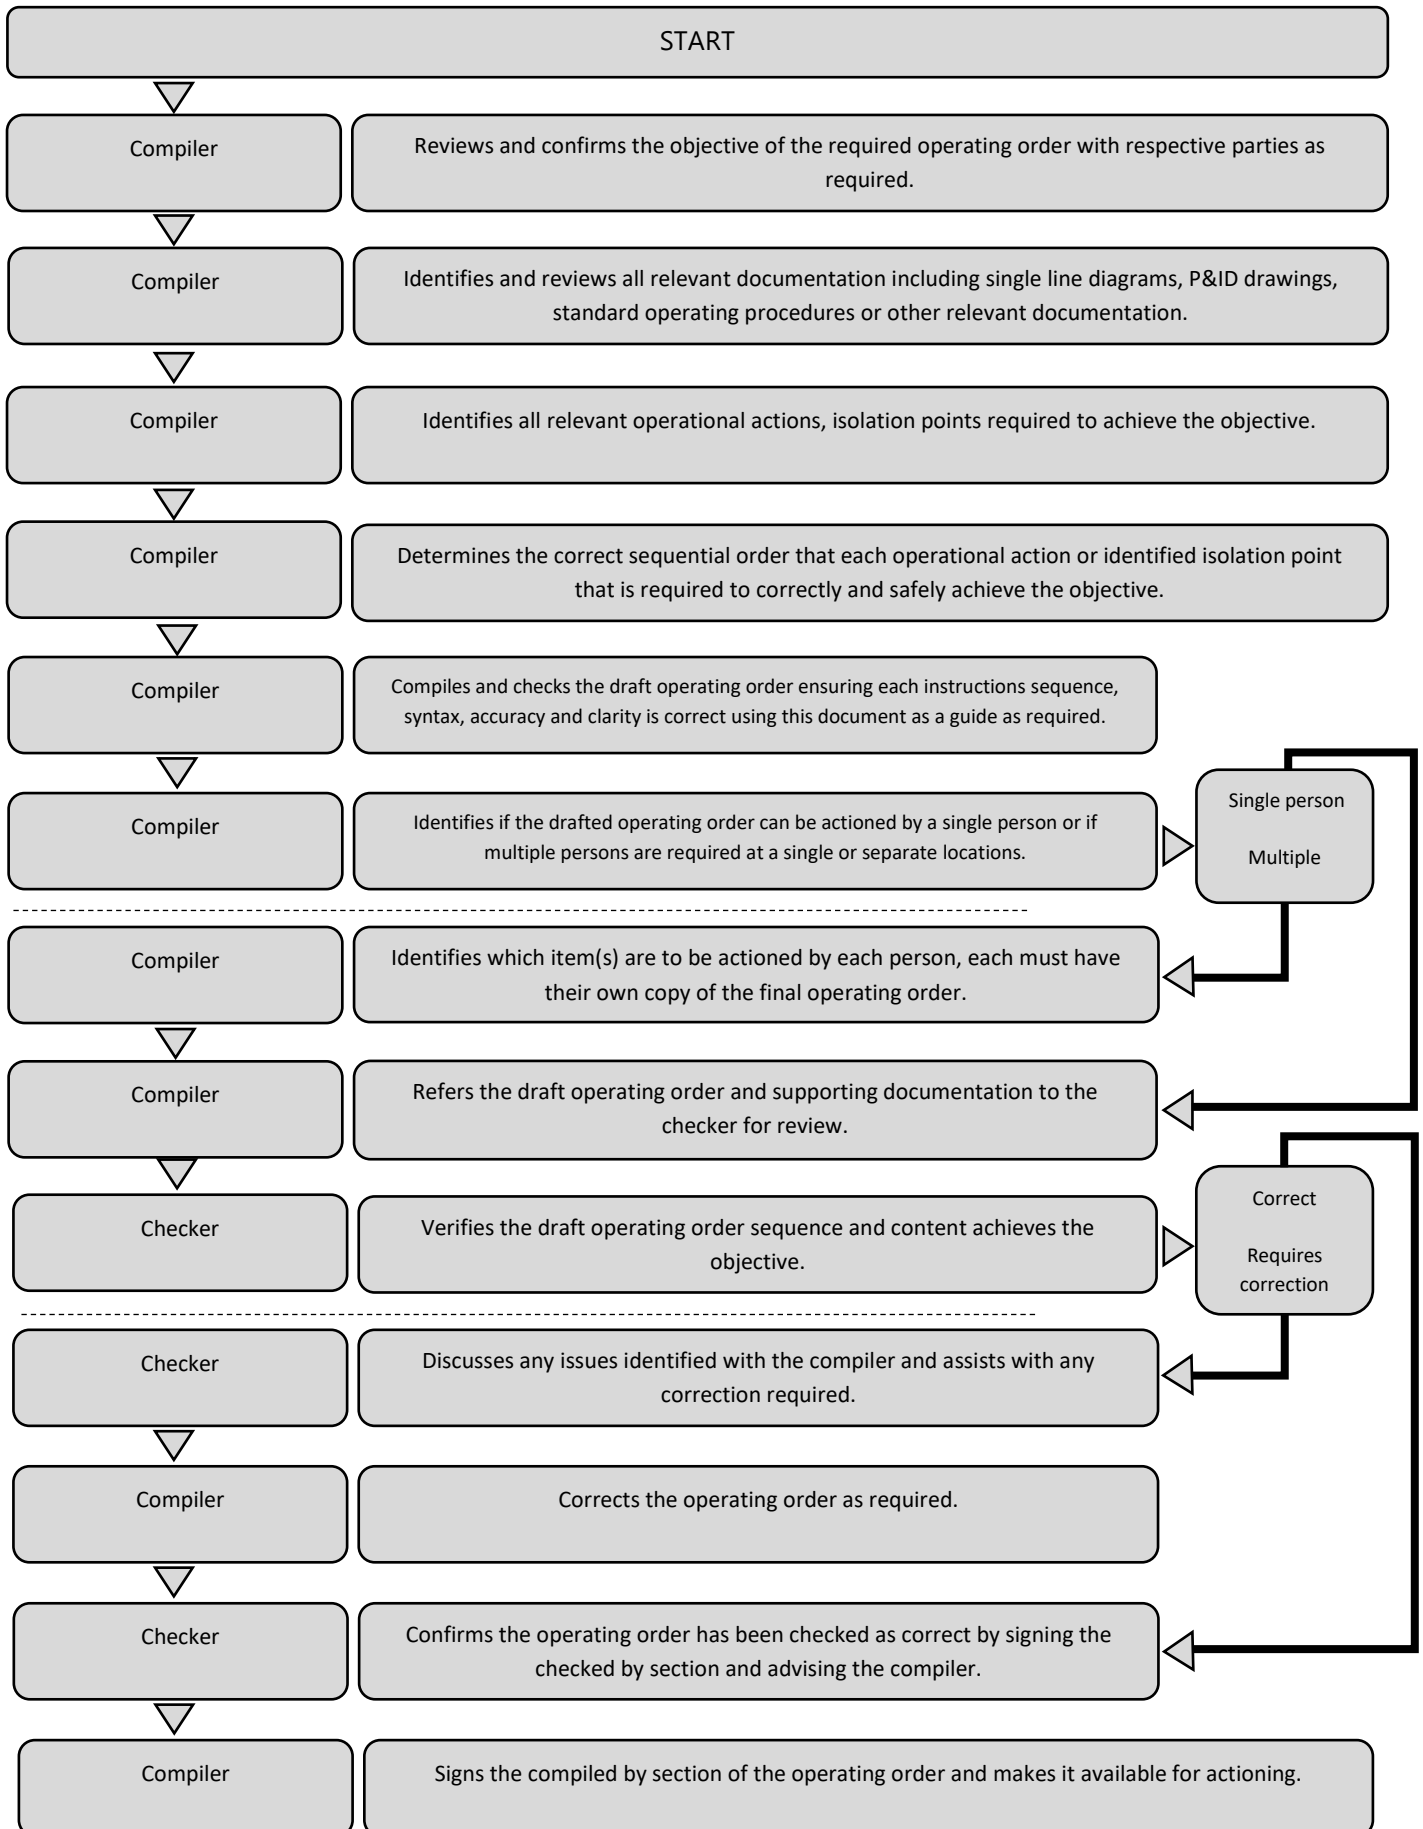 START
Compiler
Reviews and confirms the objective of the required operating order with respective parties as
required.
Compiler
Identifies and reviews all relevant documentation including single line diagrams, P&ID drawings,
standard operating procedures or other relevant documentation.
Compiler
Identifies all relevant operational actions, isolation points required to achieve the objective.
Compiler
Determines the correct sequential order that each operational action or identified isolation point
that is required to correctly and safely achieve the objective.
Compiler
Compiles and checks the draft operating order ensuring each instructions sequence,
syntax, accuracy and clarity is correct using this document as a guide as required.
Compiler
Identifies if the drafted operating order can be actioned by a single person or if
multiple persons are required at a single or separate locations.
Single person
Multiple
Compiler
Identifies which item(s) are to be actioned by each person, each must have
their own copy of the final operating order.
Compiler
Refers the draft operating order and supporting documentation to the
checker for review.
Checker
Verifies the draft operating order sequence and content achieves the
objective.
Correct
Requires
correction
Checker
Discusses any issues identified with the compiler and assists with any
correction required.
Compiler
Corrects the operating order as required.
Checker
Confirms the operating order has been checked as correct by signing the
checked by section and advising the compiler.
Compiler
Signs the compiled by section of the operating order and makes it available for actioning.